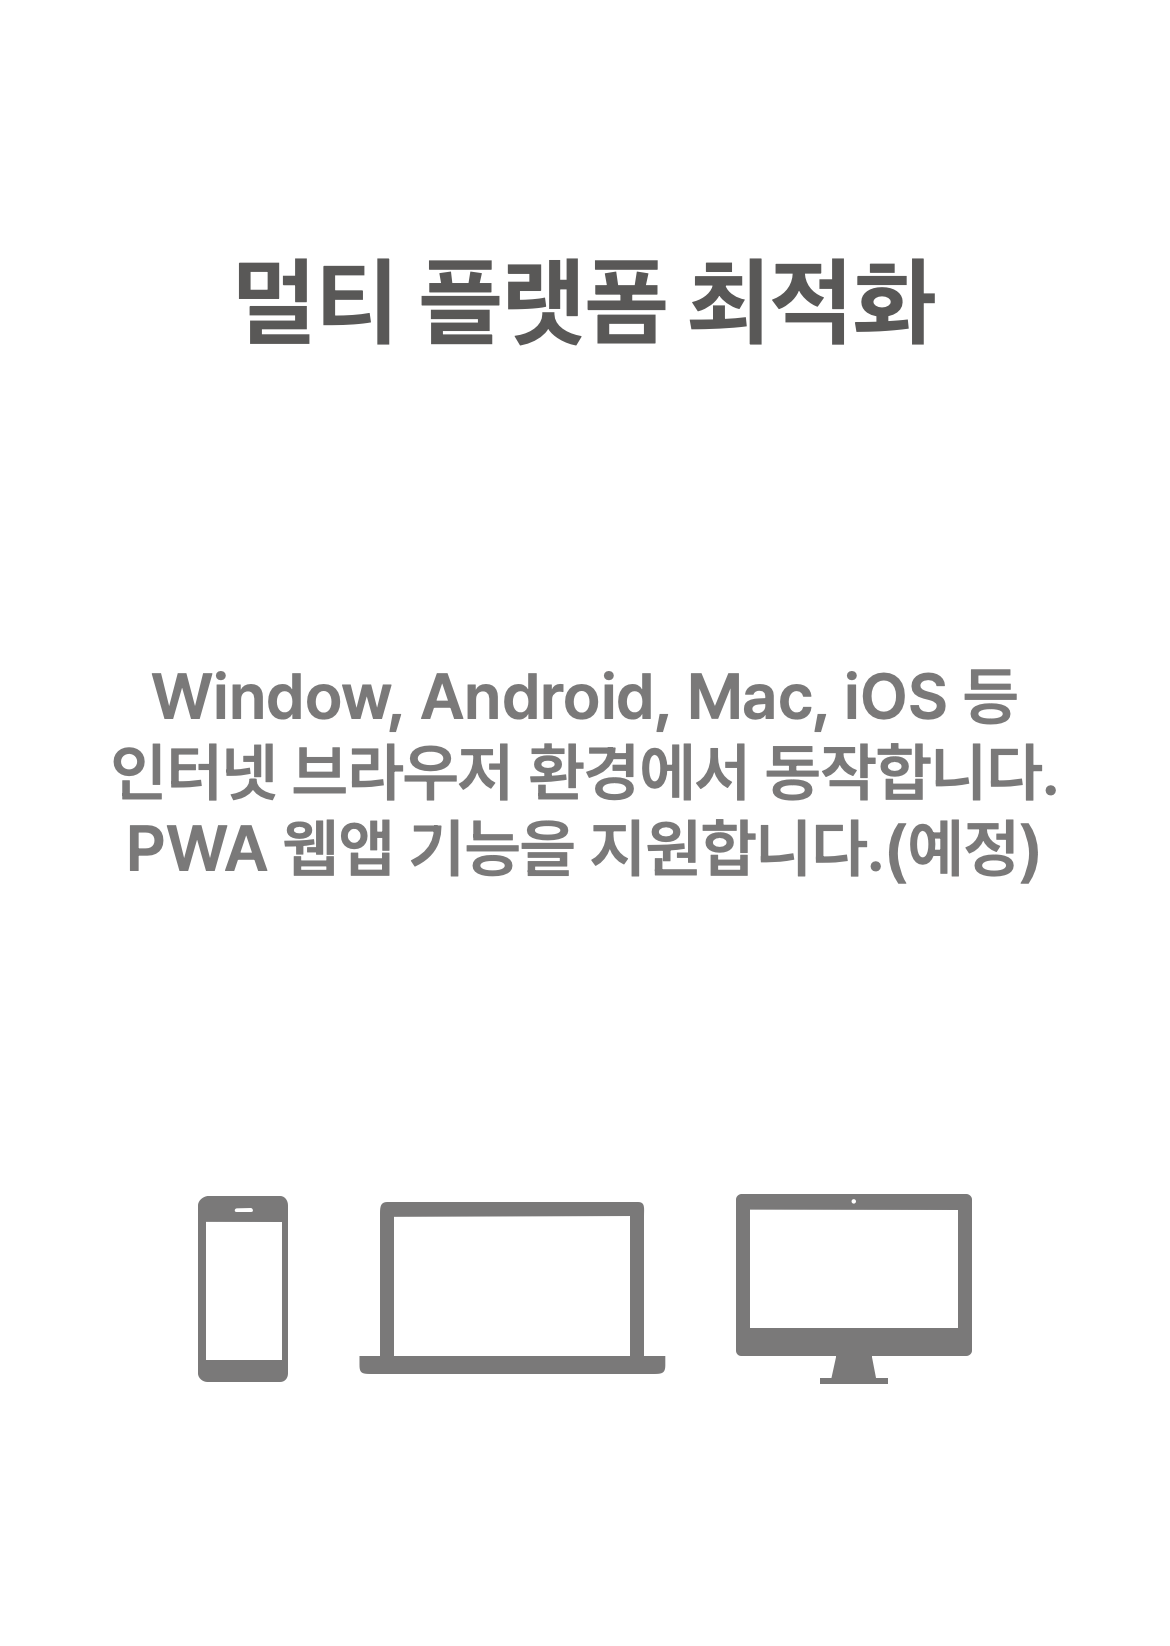 멀티 플랫폼 최적화
Window, Android, Mac, iOS 등
인터넷 브라우저 환경에서 동작합니다.
PWA 웹앱 기능을 지원합니다.(예정)